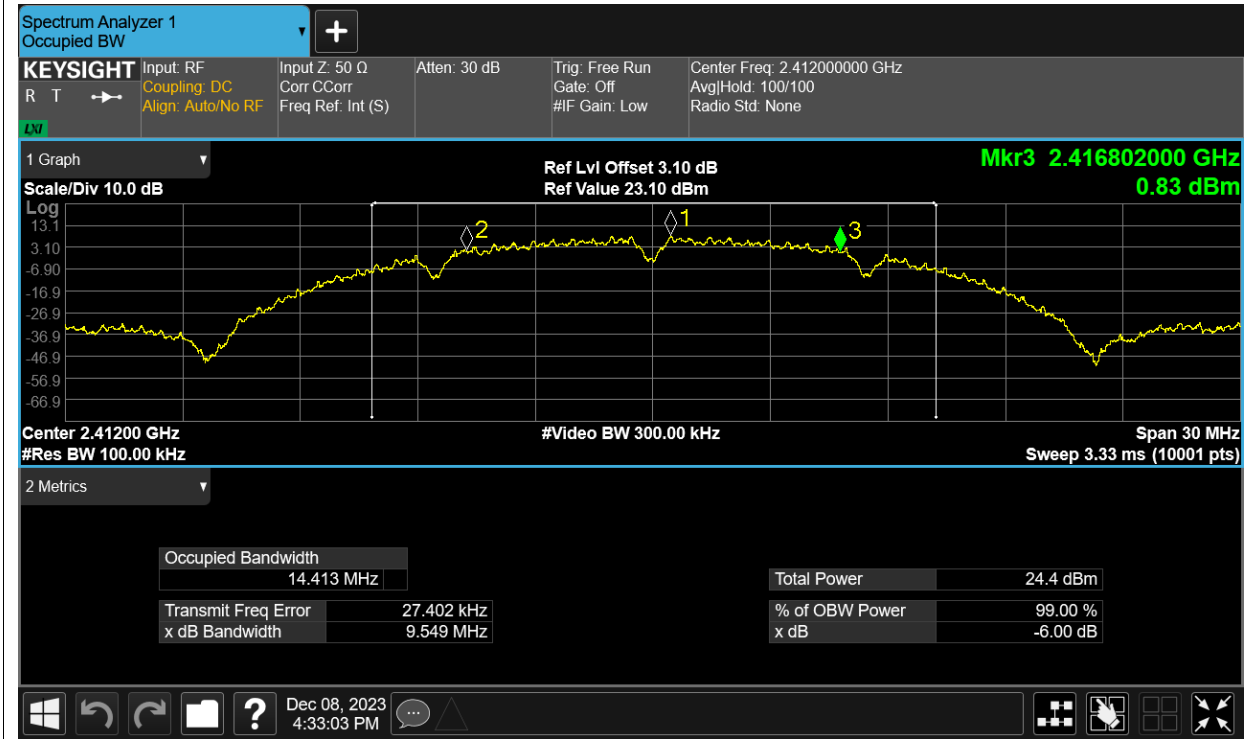 Spectrum Analyzer 1
Occupied BW
KEYSIGHT
R T
LXI
Input: RF
Coupling: DC
Align: Auto/No RF
Input Z: 50 Ω
Corr CCorr
Freq Ref: Int (S)
Atten: 30 dB
Trig: Free Run
Gate: Off
#IF Gain: Low
Center Freq: 2.412000000 GHz
Avg|Hold: 100/100
Radio Std: None
1 Graph
Scale/Div 10.0 dB
Ref Lvl Offset 3.10 dB
Ref Value 23.10 dBm
Mkr3 2.416802000 GHz
0.83 dBm
Log
13.1
3.10
-6.90
-16.9
-26.9
-36.9
-46.9
-56.9
-66.9
2
1
3
Center 2.41200 GHz
#Res BW 100.00 kHz
#Video BW 300.00 kHz
Span 30 MHz
Sweep 3.33 ms (10001 pts)
2 Metrics
Occupied Bandwidth
14.413 MHz
Transmit Freq Error 27.402 kHz
x dB Bandwidth 9.549 MHz
Total Power 24.4 dBm
% of OBW Power 99.00 %
x dB -6.00 dB
?
Dec 08, 2023
4:33:03 PM